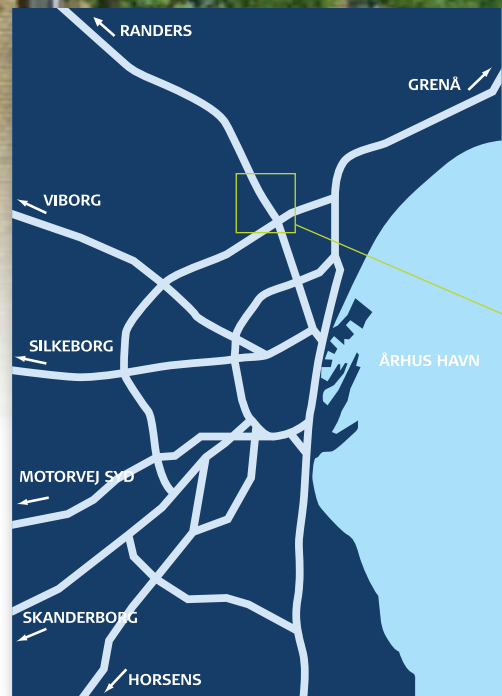 RANDERS
GRENÅ
VIBORG
SILKEBORG
ÅRHUS HAVN
MOTORVEJ SYD
SKANDERBORG
HORSENS